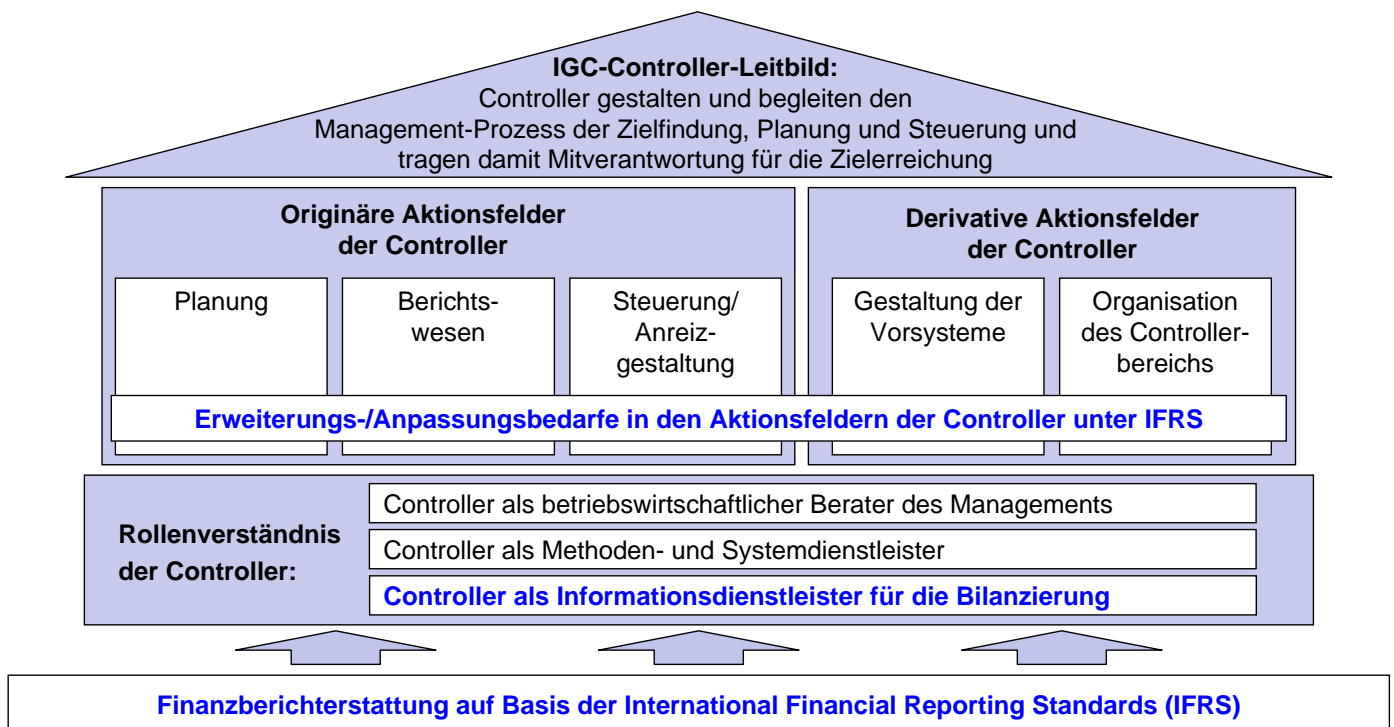 IGC-Controller-Leitbild:
Controller gestalten und begleiten den
Management-Prozess der Zielfindung, Planung und Steuerung und
tragen damit Mitverantwortung für die Zielerreichung
Originäre Aktionsfelder
der Controller
Planung
Berichts-
wesen
Steuerung/
Anreiz-
gestaltung
Derivative Aktionsfelder
der Controller
Gestaltung der
Vorsysteme
Organisation
des Controller-
bereichs
Erweiterungs-/Anpassungsbedarfe in den Aktionsfeldern der Controller unter IFRS
Rollenverständnis
der Controller:
Controller als betriebswirtschaftlicher Berater des Managements
Controller als Methoden- und Systemdienstleister
Controller als Informationsdienstleister für die Bilanzierung
Finanzberichterstattung auf Basis der International Financial Reporting Standards (IFRS)